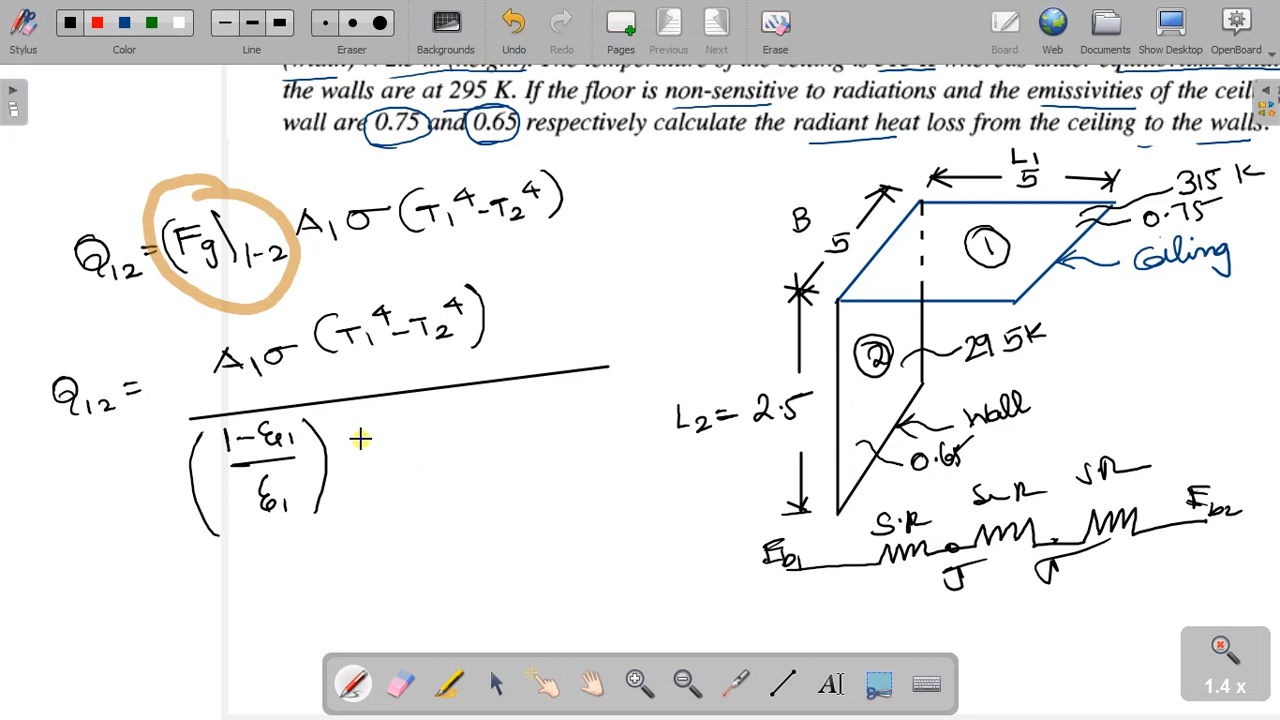 Stylus Color Line Eraser Backgrounds Undo Redo Pages Previous Next Erase Board Web Documents Show Desktop OpenBoard
the walls are at 295 K. If the floor is non-sensitive to radiations and the emissivities of the ceil
wall are 0.75 and 0.65 respectively calculate the radiant heat loss from the ceiling to the walls.
Q12 = (Fg)1-2 A1 σ (T1⁴-T2⁴)
Q12 = A1 σ (T1⁴-T2⁴)
(1-ε1 / ε1) +
L1
5
315 K
0.75
B
5
1
Ceiling
2
295K
L2 = 2.5
Wall
0.65
S.R
S.R
Eb1
J
J
Eb2
1.4 x